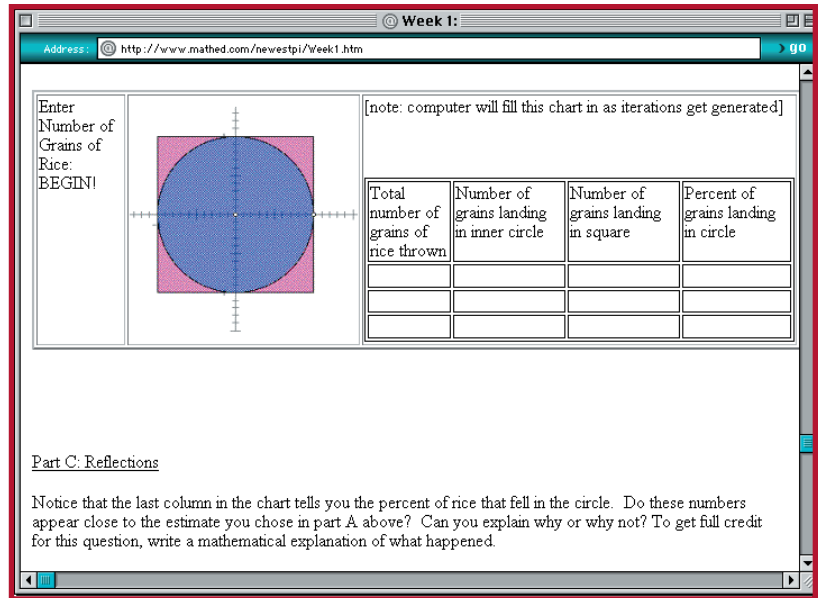 @ Week 1:
Address: @ http://www.mathed.com/newestpi/Week1.htm
go
Enter
Number of
Grains of
Rice:
BEGIN!
[note: computer will fill this chart in as iterations get generated]
Total
number of
grains of
rice thrown
Number of
grains landing
in inner circle
Number of
grains landing
in square
Percent of
grains landing
in circle
Part C: Reflections
Notice that the last column in the chart tells you the percent of rice that fell in the circle.  Do these numbers
appear close to the estimate you chose in part A above?  Can you explain why or why not? To get full credit
for this question, write a mathematical explanation of what happened.